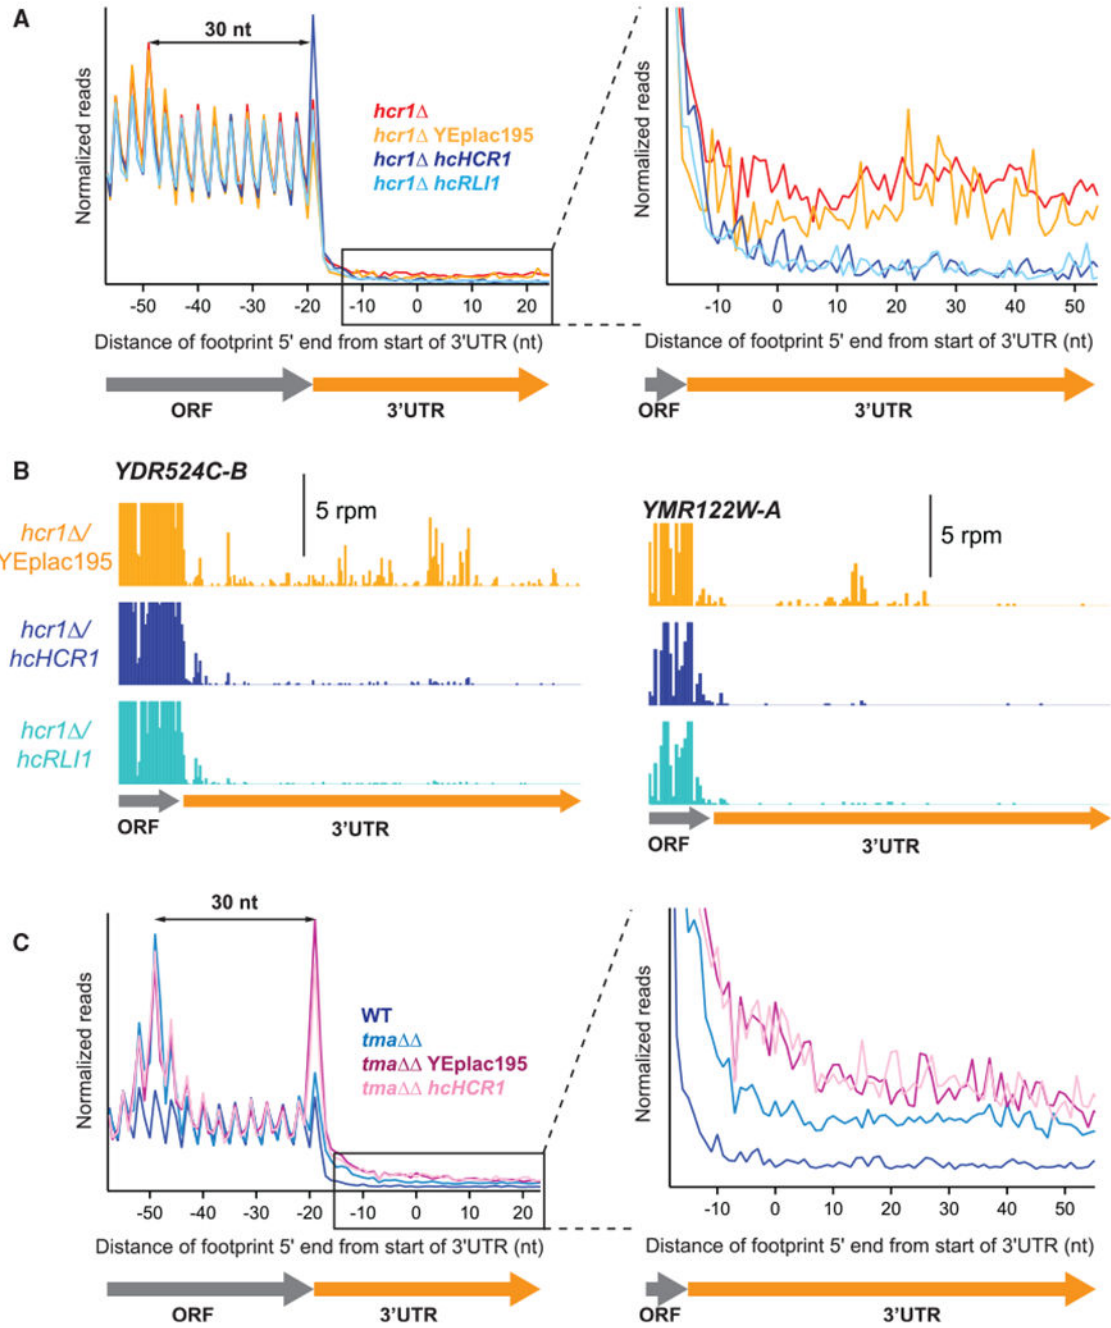 A
30 nt
Normalized reads
hcr1Δ
hcr1Δ YEplac195
hcr1Δ hcHCR1
hcr1Δ hcRLI1
-50 -40 -30 -20 -10 0 10 20
Distance of footprint 5' end from start of 3'UTR (nt)
ORF 3'UTR
Normalized reads
-10 0 10 20 30 40 50
Distance of footprint 5' end from start of 3'UTR (nt)
ORF 3'UTR
B
YDR524C-B
5 rpm
hcr1Δ/
YEplac195
hcr1Δ/
hcHCR1
hcr1Δ/
hcRLI1
ORF 3'UTR
YMR122W-A
5 rpm
ORF 3'UTR
C
30 nt
Normalized reads
WT
tmaΔΔ
tmaΔΔ YEplac195
tmaΔΔ hcHCR1
-50 -40 -30 -20 -10 0 10 20
Distance of footprint 5' end from start of 3'UTR (nt)
ORF 3'UTR
Normalized reads
-10 0 10 20 30 40 50
Distance of footprint 5' end from start of 3'UTR (nt)
ORF 3'UTR